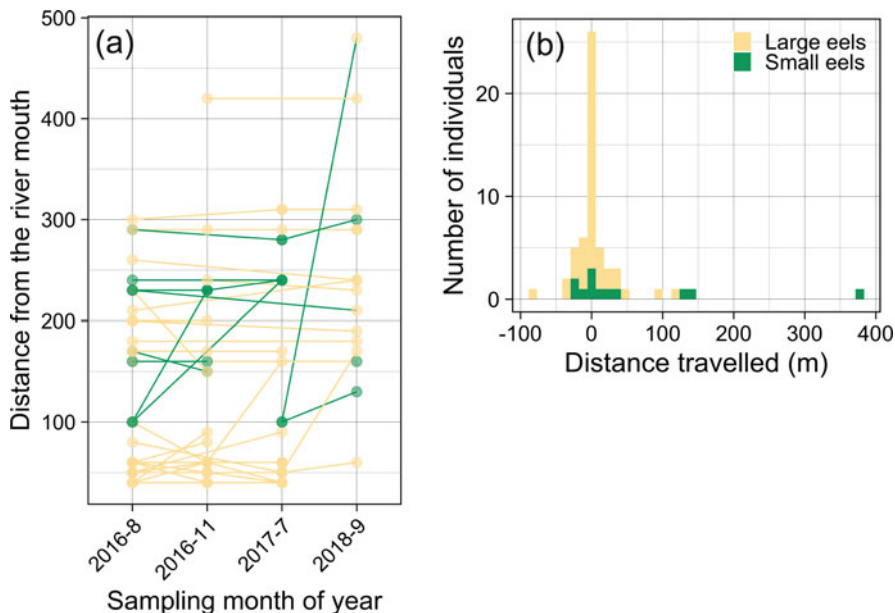 (a)
500
400
300
200
100
Distance from the river mouth
2016-8
2016-11
2017-7
2018-9
Sampling month of year
(b)
Large eels
Small eels
20
10
0
Number of individuals
-100
0
100
200
300
400
Distance travelled (m)